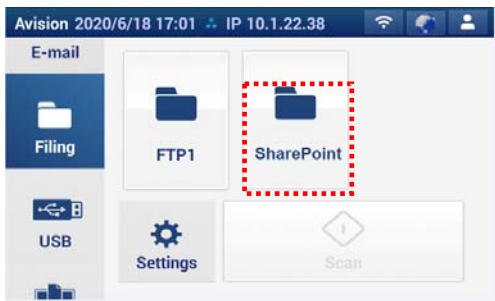 Avision 2020/6/18 17:01 IP 10.1.22.38
E-mail
Filing
FTP1
SharePoint
USB
Settings
Scan